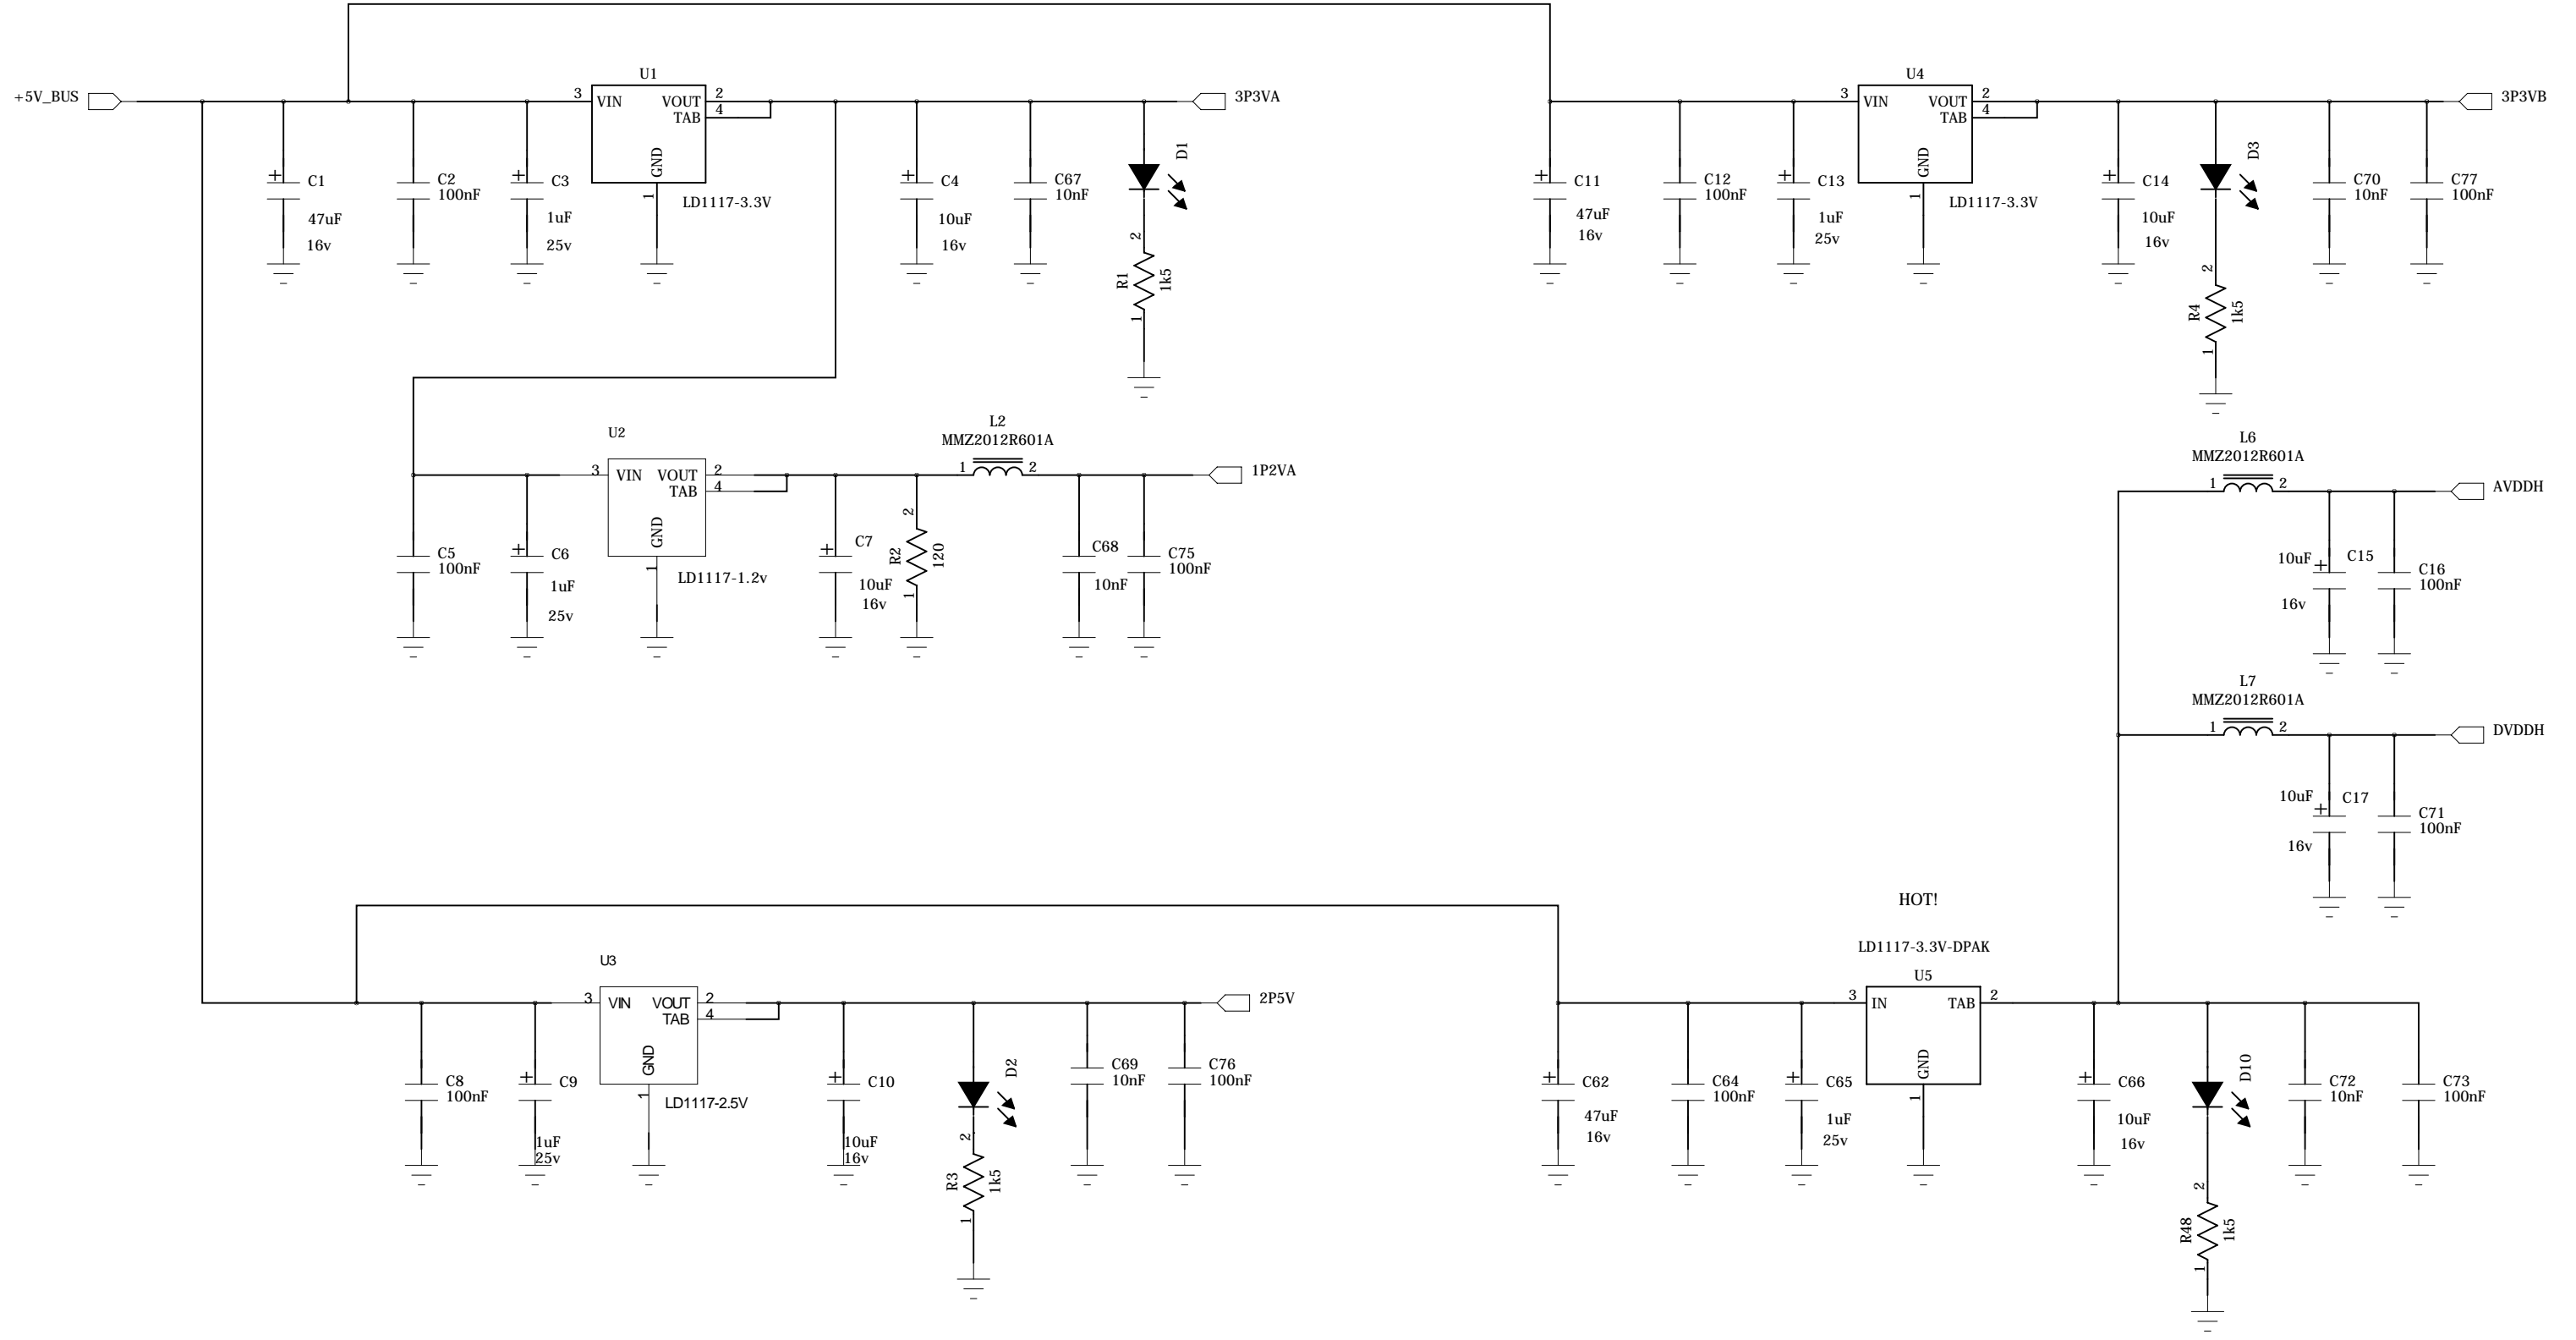 +5V_BUS
U1
3
VIN
VOUT
2
TAB
4
GND
1
LD1117-3.3V
3P3VA
C1
47uF
16v
C2
100nF
C3
1uF
25v
C4
10uF
16v
C67
10nF
D1
2
R1
1k5
1
U4
3
VIN
VOUT
2
TAB
4
GND
1
LD1117-3.3V
3P3VB
C11
47uF
16v
C12
100nF
C13
1uF
25v
C14
10uF
16v
D3
2
R4
1k5
1
C70
10nF
C77
100nF
U2
3
VIN
VOUT
2
TAB
4
GND
1
LD1117-1.2v
L2
MMZ2012R601A
1
2
1P2VA
C5
100nF
C6
1uF
25v
C7
10uF
16v
2
R2
120
1
C68
10nF
C75
100nF
L6
MMZ2012R601A
1
2
AVDDH
10uF
C15
16v
C16
100nF
L7
MMZ2012R601A
1
2
DVDDH
10uF
C17
16v
C71
100nF
U3
3
VIN
VOUT
2
TAB
4
GND
1
LD1117-2.5V
2P5V
C8
100nF
C9
1uF
25v
C10
10uF
16v
D2
2
R3
1k5
1
C69
10nF
C76
100nF
HOT!
LD1117-3.3V-DPAK
U5
3
IN
TAB
2
GND
1
C62
47uF
16v
C64
100nF
C65
1uF
25v
C66
10uF
16v
D10
2
R48
1k5
1
C72
10nF
C73
100nF